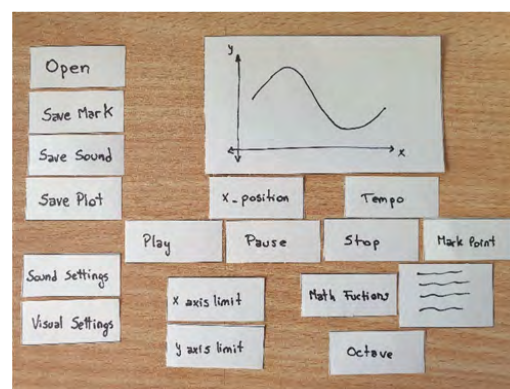 Open
Save Mark
Save Sound
Save Plot
y
x
x-position
Tempo
Play
Pause
Stop
Mark Point
Sound Settings
Visual Settings
x axis limit
y axis limit
Math Fuctions
Octave